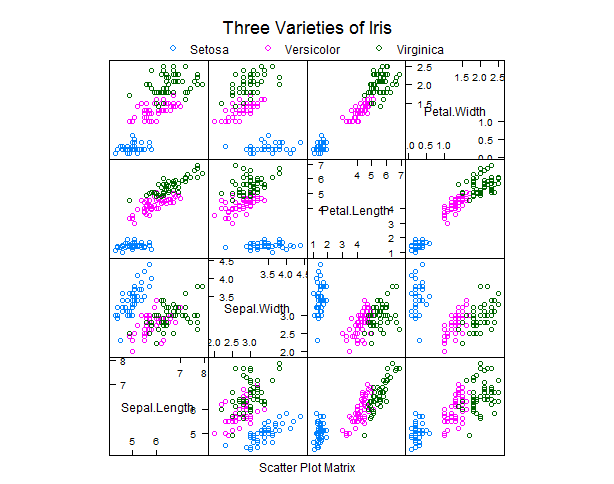 Three Varieties of Iris
Setosa Versicolor Virginica
2.5 1.5 2.0 2.5
2.0
1.5
Petal.Width
1.0
0.5
0.0 0.5 1.0
0.0
7 4 5 6 7
6
5
4 Petal.Length 4
3
2
1 2 3 4
1
4.5 3.5 4.0 4.5
4.0
3.5
Sepal.Width
3.0
2.5
2.0 2.5 3.0
2.0
8 7 8
7
Sepal.Length
6
5
5 6
Scatter Plot Matrix